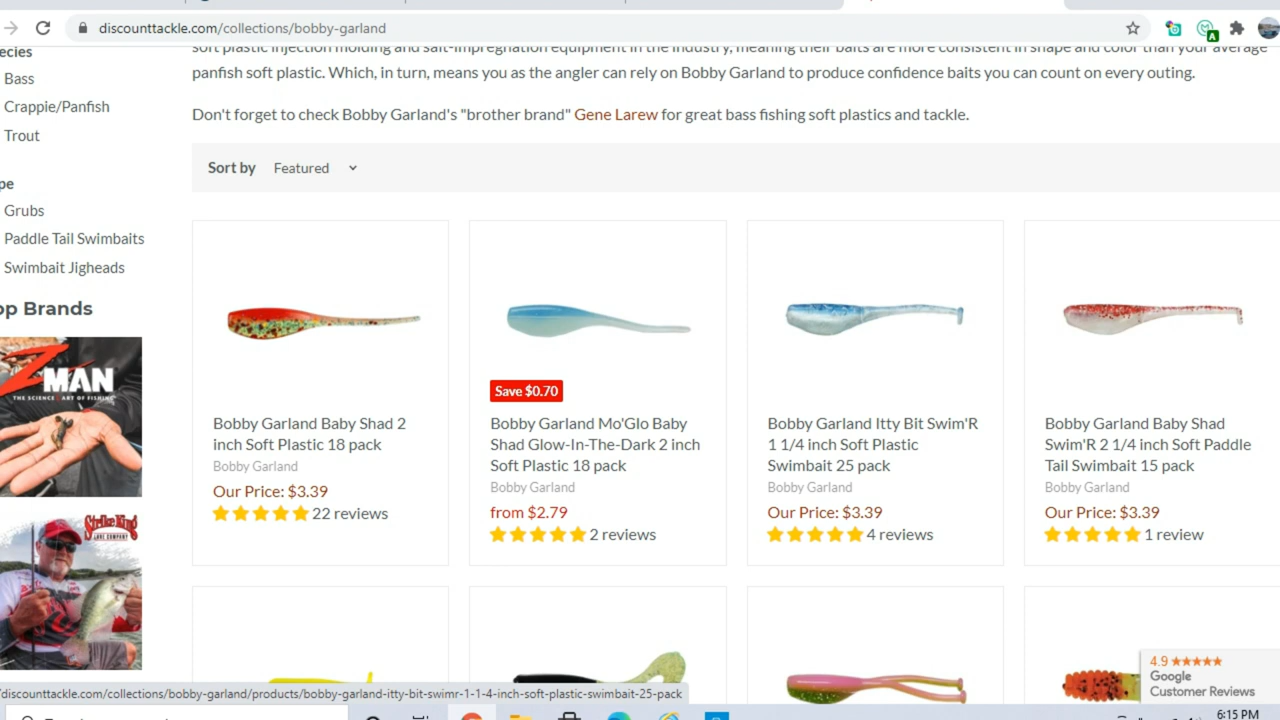 discounttackle.com/collections/bobby-garland
ecies
Bass
Crappie/Panfish
Trout
pe
Grubs
Paddle Tail Swimbaits
Swimbait Jigheads
op Brands
ZMAN
THE SCIENCE & ART OF FISHING
STRIKE KING
LURE COMPANY
soft plastic injection molding and salt-impregnation equipment in the industry, meaning their baits are more consistent in shape and color than your average
panfish soft plastic. Which, in turn, means you as the angler can rely on Bobby Garland to produce confidence baits you can count on every outing.
Don't forget to check Bobby Garland's "brother brand" Gene Larew for great bass fishing soft plastics and tackle.
Sort by Featured
Bobby Garland Baby Shad 2
inch Soft Plastic 18 pack
Bobby Garland
Our Price: $3.39
22 reviews
Save $0.70
Bobby Garland Mo'Glo Baby
Shad Glow-In-The-Dark 2 inch
Soft Plastic 18 pack
Bobby Garland
from $2.79
2 reviews
Bobby Garland Itty Bit Swim'R
1 1/4 inch Soft Plastic
Swimbait 25 pack
Bobby Garland
Our Price: $3.39
4 reviews
Bobby Garland Baby Shad
Swim'R 2 1/4 inch Soft Paddle
Tail Swimbait 15 pack
Bobby Garland
Our Price: $3.39
1 review
4.9 ★★★★★
Google
Customer Reviews
/discounttackle.com/collections/bobby-garland/products/bobby-garland-itty-bit-swimr-1-1-4-inch-soft-plastic-swimbait-25-pack
6:15 PM